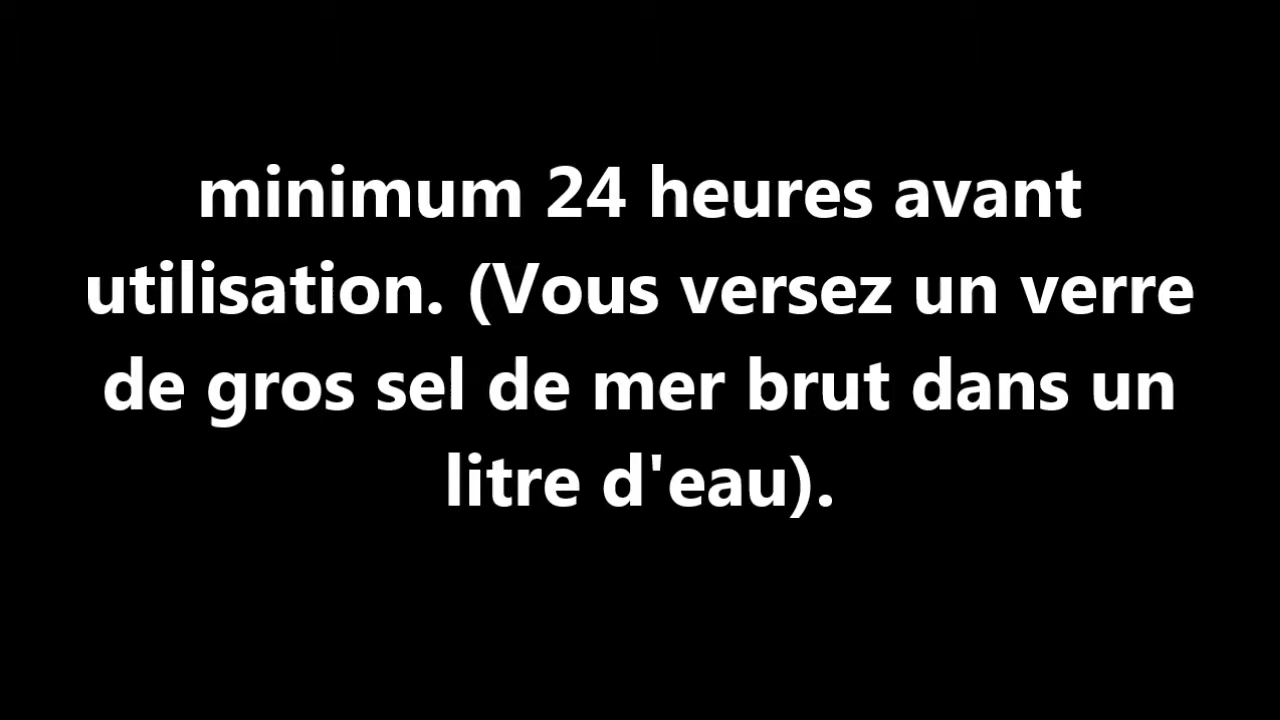 minimum 24 heures avant
utilisation. (Vous versez un verre
de gros sel de mer brut dans un
litre d'eau).